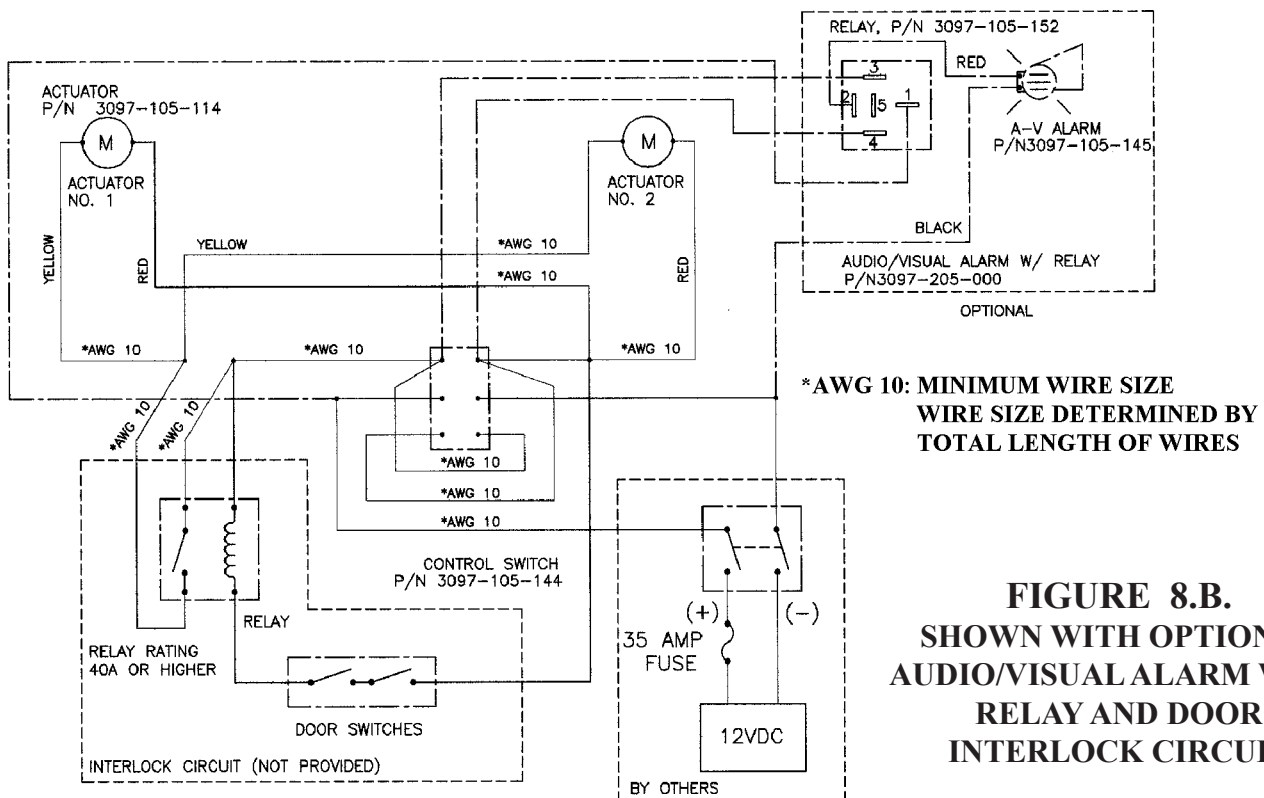 RELAY, P/N 3097-105-152
RED
3
2
5
1
4
A-V ALARM
P/N3097-105-145
BLACK
AUDIO/VISUAL ALARM W/ RELAY
P/N3097-205-000
OPTIONAL
ACTUATOR
P/N 3097-105-114
M
ACTUATOR
NO. 1
M
ACTUATOR
NO. 2
YELLOW
RED
YELLOW
*AWG 10
*AWG 10
RED
*AWG 10
*AWG 10
*AWG 10
*AWG 10
*AWG 10
*AWG 10
*AWG 10
*AWG 10
*AWG 10: MINIMUM WIRE SIZE
WIRE SIZE DETERMINED BY
TOTAL LENGTH OF WIRES
CONTROL SWITCH
P/N 3097-105-144
RELAY
RELAY RATING
40A OR HIGHER
DOOR SWITCHES
INTERLOCK CIRCUIT (NOT PROVIDED)
(+)
(-)
35 AMP
FUSE
12VDC
BY OTHERS
FIGURE 8.B.
SHOWN WITH OPTION
AUDIO/VISUAL ALARM
RELAY AND DOOR
INTERLOCK CIRCUI